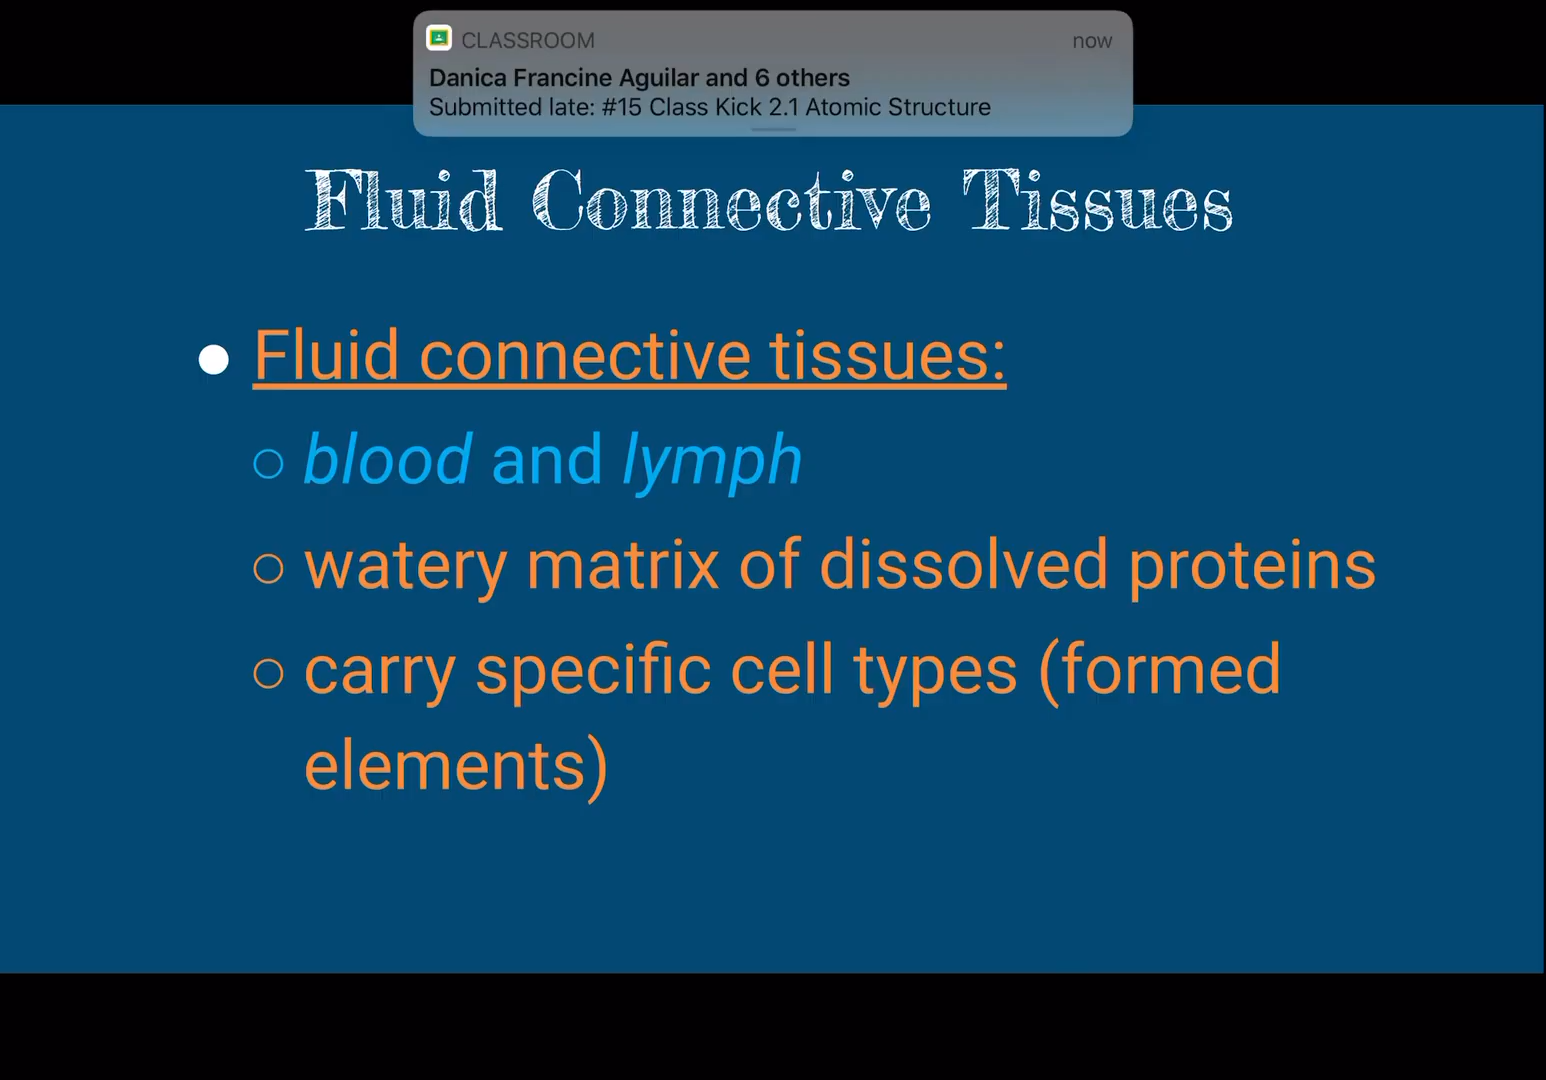 CLASSROOM now
Danica Francine Aguilar and 6 others
Submitted late: #15 Class Kick 2.1 Atomic Structure
Fluid Connective Tissues
● Fluid connective tissues:
○ blood and lymph
○ watery matrix of dissolved proteins
○ carry specific cell types (formed
elements)